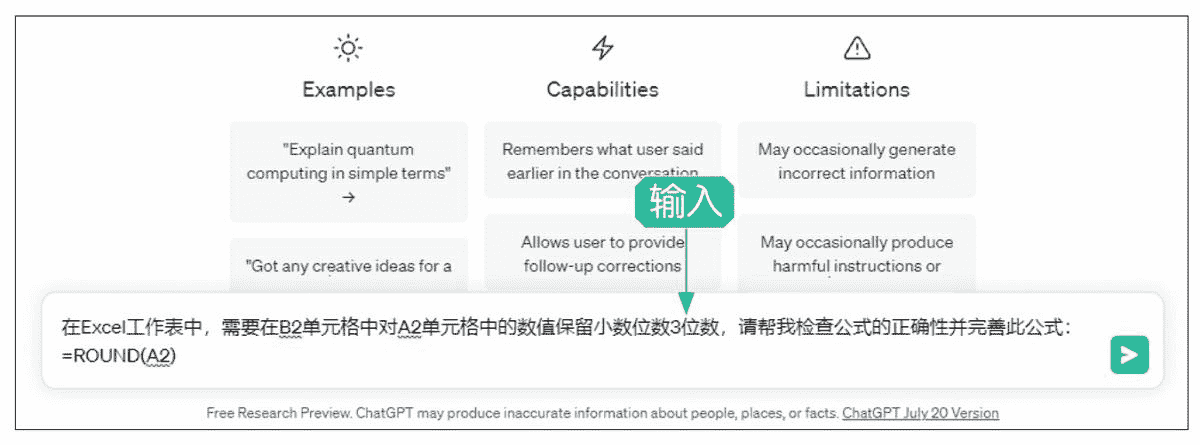 Examples
Capabilities
Limitations
"Explain quantum
computing in simple terms"
→
Remembers what user said
earlier in the conversation
May occasionally generate
incorrect information
输入
"Got any creative ideas for a
Allows user to provide
follow-up corrections
May occasionally produce
harmful instructions or
在Excel工作表中，需要在B2单元格中对A2单元格中的数值保留小数位数3位数，请帮我检查公式的正确性并完善此公式：
=ROUND(A2)
Free Research Preview. ChatGPT may produce inaccurate information about people, places, or facts. ChatGPT July 20 Version